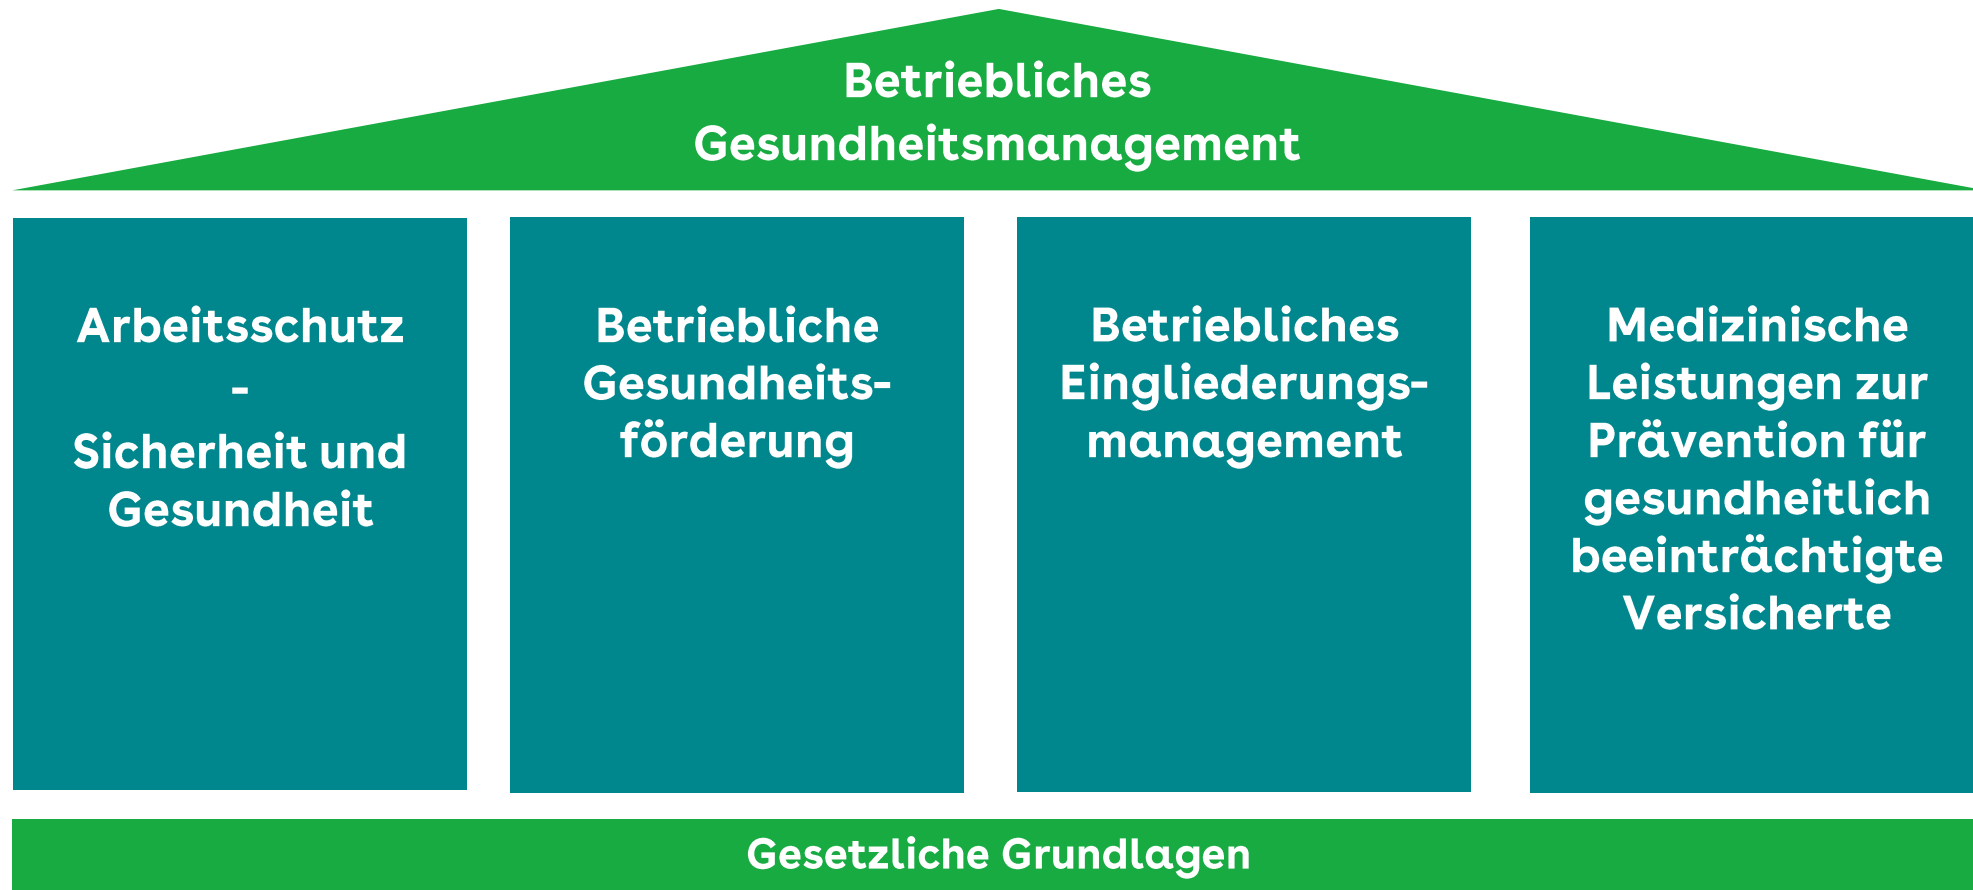 Betriebliches
Gesundheitsmanagement
Arbeitsschutz
-
Sicherheit und
Gesundheit
Betriebliche
Gesundheits-
förderung
Betriebliches
Eingliederungs-
management
Medizinische
Leistungen zur
Prävention für
gesundheitlich
beeinträchtigte
Versicherte
Gesetzliche Grundlagen